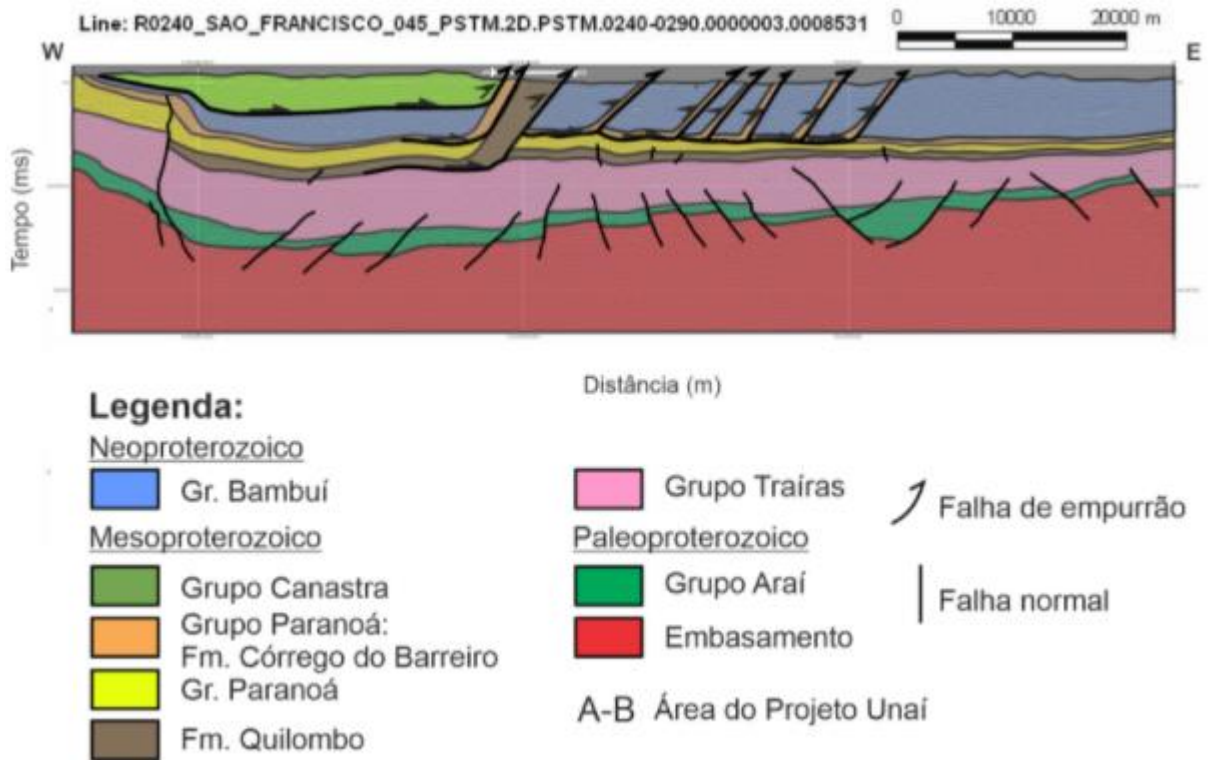 Line: R0240_SAO_FRANCISCO_045_PSTM.2D.PSTM.0240-0290.0000003.0008531
0 10000 20000 m
W
E
Tempo (ms)
Distância (m)
Legenda:
Neoproterozoico
Gr. Bambuí
Mesoproterozoico
Grupo Canastra
Grupo Paranoá:
Fm. Córrego do Barreiro
Gr. Paranoá
Fm. Quilombo
Grupo Traíras
Paleoproterozoico
Grupo Araí
Embasamento
A-B Área do Projeto Unaí
Falha de empurrão
Falha normal